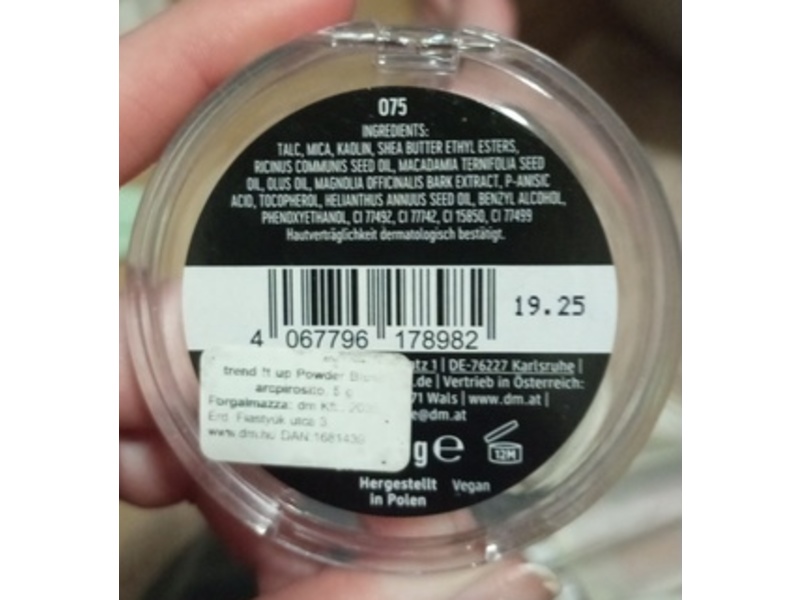 075
INGREDIENTS:
TALC, MICA, KAOLIN, SHEA BUTTER ETHYL ESTERS,
RICINUS COMMUNIS SEED OIL, MACADAMIA TERNIFOLIA SEED
OIL, OLUS OIL, MAGNOLIA OFFICINALIS BARK EXTRACT, P-ANISIC
ACID, TOCOPHEROL, HELIANTHUS ANNUUS SEED OIL, BENZYL ALCOHOL,
PHENOXYETHANOL, CI 77492, CI 77742, CI 15850, CI 77499
Hautverträglichkeit dermatologisch bestätigt.
19.25
4 067796 178982
trend !t up Powder
arcpirosító, 5 g
Forgalmazza: dm Kft.
utca 3.
www.dm.hu DAN:
1 | DE-76227 Karlsruhe |
.de | Vertrieb in Österreich:
71 Wals | www.dm.at |
e@dm.at
g e
12M
Hergestellt
in Polen
Vegan